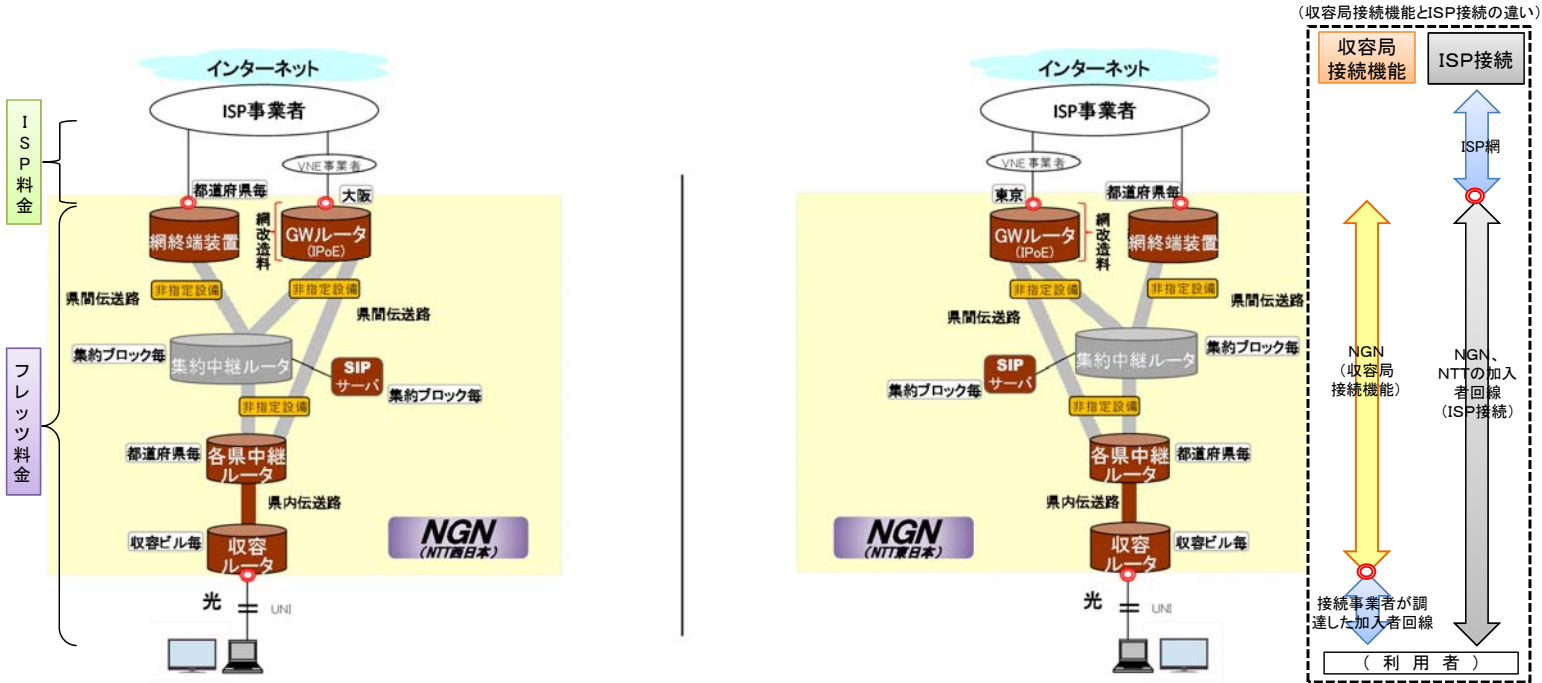 ISP料金
フレッツ料金
インターネット
ISP事業者
VNE事業者
都道府県毎
大阪
網終端装置
GWルータ
(IPoE)
網改造料
非指定設備
非指定設備
県間伝送路
県間伝送路
集約ブロック毎
集約中継ルータ
SIP
サーバ
集約ブロック毎
非指定設備
都道府県毎
各県中継
ルータ
県内伝送路
収容ビル毎
収容
ルータ
NGN
(NTT西日本)
光
UNI
インターネット
ISP事業者
VNE事業者
東京
都道府県毎
GWルータ
(IPoE)
網改造料
網終端装置
非指定設備
非指定設備
県間伝送路
県間伝送路
集約中継ルータ
集約ブロック毎
SIP
サーバ
集約ブロック毎
非指定設備
各県中継
ルータ
都道府県毎
県内伝送路
NGN
(NTT東日本)
収容
ルータ
収容ビル毎
光
UNI
(収容局接続機能とISP接続の違い)
収容局
接続機能
ISP接続
ISP網
NGN
(収容局
接続機能)
NGN、
NTTの加入
者回線
(ISP接続)
接続事業者が調
達した加入者回線
(利用者)